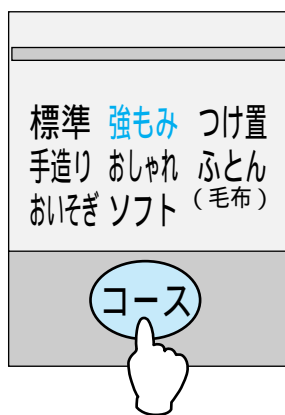 標準 強もみ つけ置
手造り おしゃれ ふとん
おいそぎ ソフト （毛布）
コース